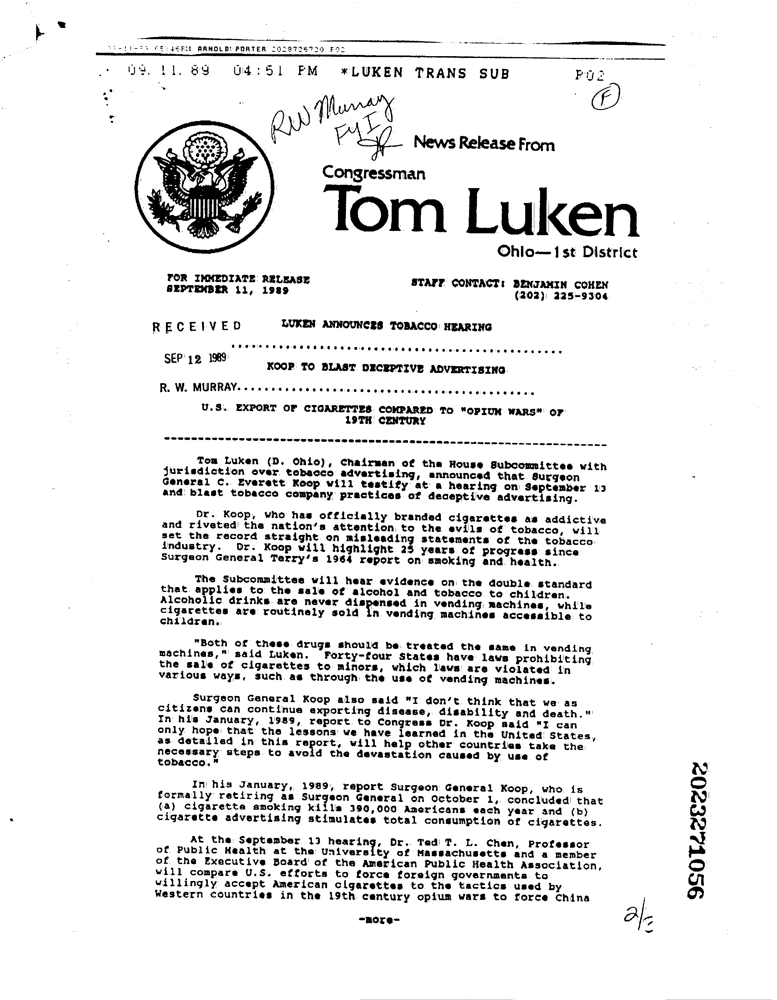 05:46PM ARNOLD& PORTER 2028726720 P02
09. 11. 89 04:51 PM *LUKEN TRANS SUB P02
F
RW Murray
FYI
News Release From
Congressman
Tom Luken
Ohio—1st District
FOR IMMEDIATE RELEASE
SEPTEMBER 11, 1989
STAFF CONTACT: BENJAMIN COHEN
(202) 225-9304
RECEIVED
LUKEN ANNOUNCES TOBACCO HEARING
SEP 12 1989
KOOP TO BLAST DECEPTIVE ADVERTISING
R. W. MURRAY
U.S. EXPORT OF CIGARETTES COMPARED TO "OPIUM WARS" OF
19TH CENTURY
Tom Luken (D. Ohio), Chairman of the House Subcommittee with
jurisdiction over tobacco advertising, announced that Surgeon
General C. Everett Koop will testify at a hearing on September 13
and blast tobacco company practices of deceptive advertising.
Dr. Koop, who has officially branded cigarettes as addictive
and riveted the nation's attention to the evils of tobacco, will
set the record straight on misleading statements of the tobacco
industry. Dr. Koop will highlight 25 years of progress since
Surgeon General Terry's 1964 report on smoking and health.
The Subcommittee will hear evidence on the double standard
that applies to the sale of alcohol and tobacco to children.
Alcoholic drinks are never dispensed in vending machines, while
cigarettes are routinely sold in vending machines accessible to
children.
"Both of these drugs should be treated the same in vending
machines," said Luken. Forty-four States have laws prohibiting
the sale of cigarettes to minors, which laws are violated in
various ways, such as through the use of vending machines.
Surgeon General Koop also said "I don't think that we as
citizens can continue exporting disease, disability and death."
In his January, 1989, report to Congress Dr. Koop said "I can
only hope that the lessons we have learned in the United States,
as detailed in this report, will help other countries take the
necessary steps to avoid the devastation caused by use of
tobacco."
In his January, 1989, report Surgeon General Koop, who is
formally retiring as Surgeon General on October 1, concluded that
(a) cigarette smoking kills 390,000 Americans each year and (b)
cigarette advertising stimulates total consumption of cigarettes.
At the September 13 hearing, Dr. Ted T. L. Chen, Professor
of Public Health at the University of Massachusetts and a member
of the Executive Board of the American Public Health Association,
will compare U.S. efforts to force foreign governments to
willingly accept American cigarettes to the tactics used by
Western countries in the 19th century opium wars to force China
-more-
2023271056